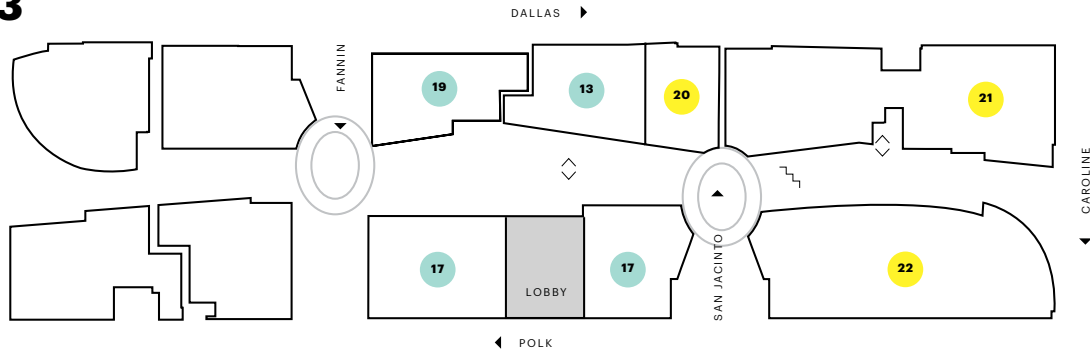 3
DALLAS
FANNIN
19
13
20
21
CAROLINE
17
LOBBY
17
SAN JACINTO
22
POLK